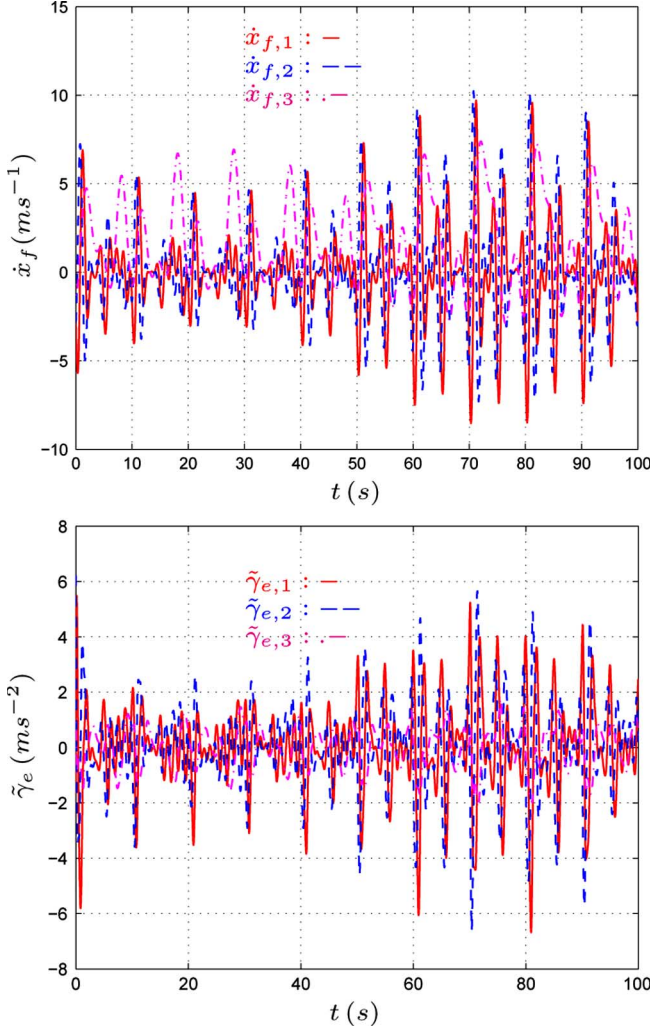 15
ẋ_{f,1} : —
ẋ_{f,2} : — —
10
ẋ_{f,3} : . —
5
ẋ_f (ms^{−1})
0
−5
−10
0 10 20 30 40 50 60 70 80 90 100
t (s)
8
6
γ̃_{e,1} : —
γ̃_{e,2} : — —
4
γ̃_{e,3} : . —
2
γ̃_e (ms^{−2})
0
−2
−4
−6
−8
0 20 40 60 80 100
t (s)